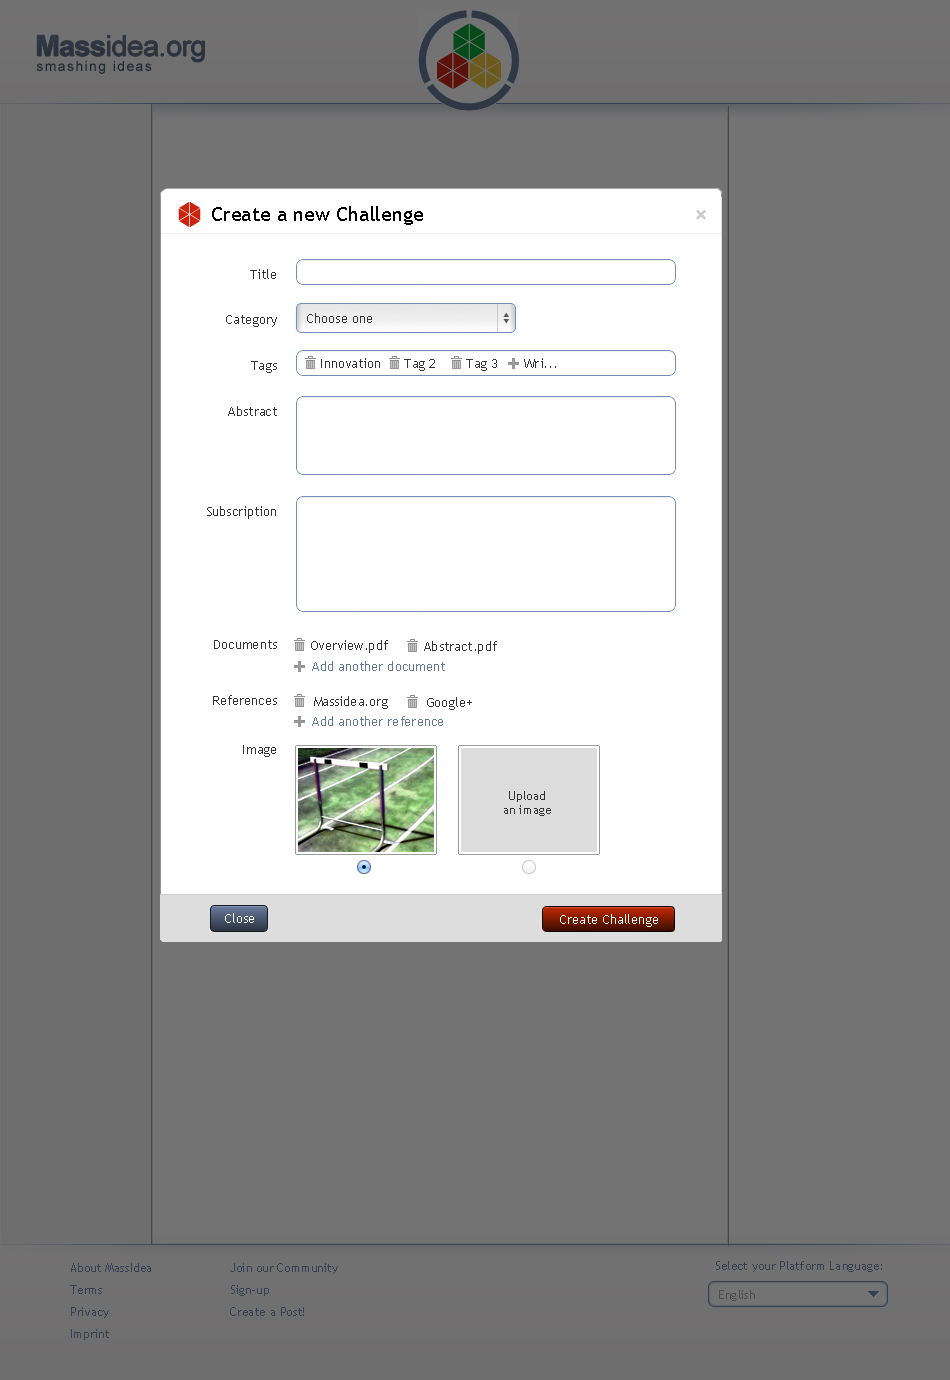 Massidea.org
smashing ideas
Create a new Challenge
×
Title
Category
Choose one
Tags
Innovation Tag 2 Tag 3 Wri...
Abstract
Subscription
Documents
Overview.pdf Abstract.pdf
Add another document
References
Massidea.org Google+
Add another reference
Image
Upload
an image
Close
Create Challenge
About MassIdea
Terms
Privacy
Imprint
Join our Community
Sign-up
Create a Post!
Select your Platform Language:
English